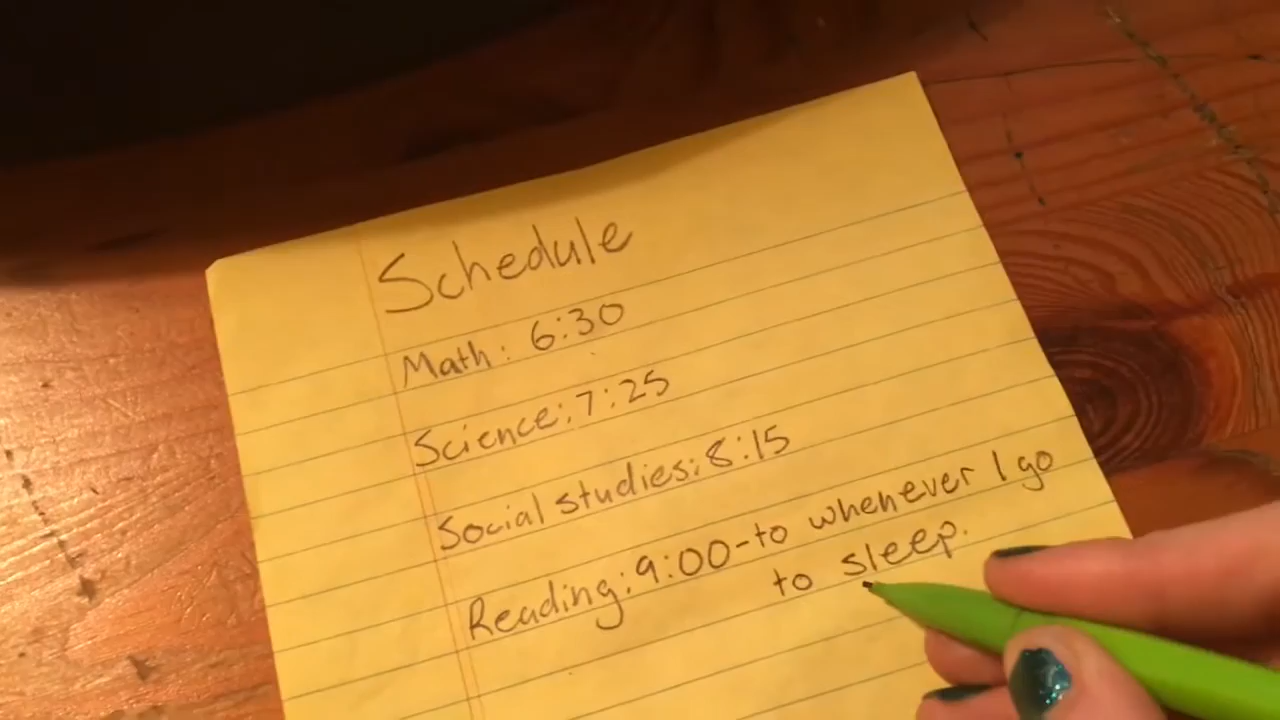 Schedule
Math: 6:30
Science: 7:25
Social studies: 8:15
Reading: 9:00-to whenever I go
to sleep.